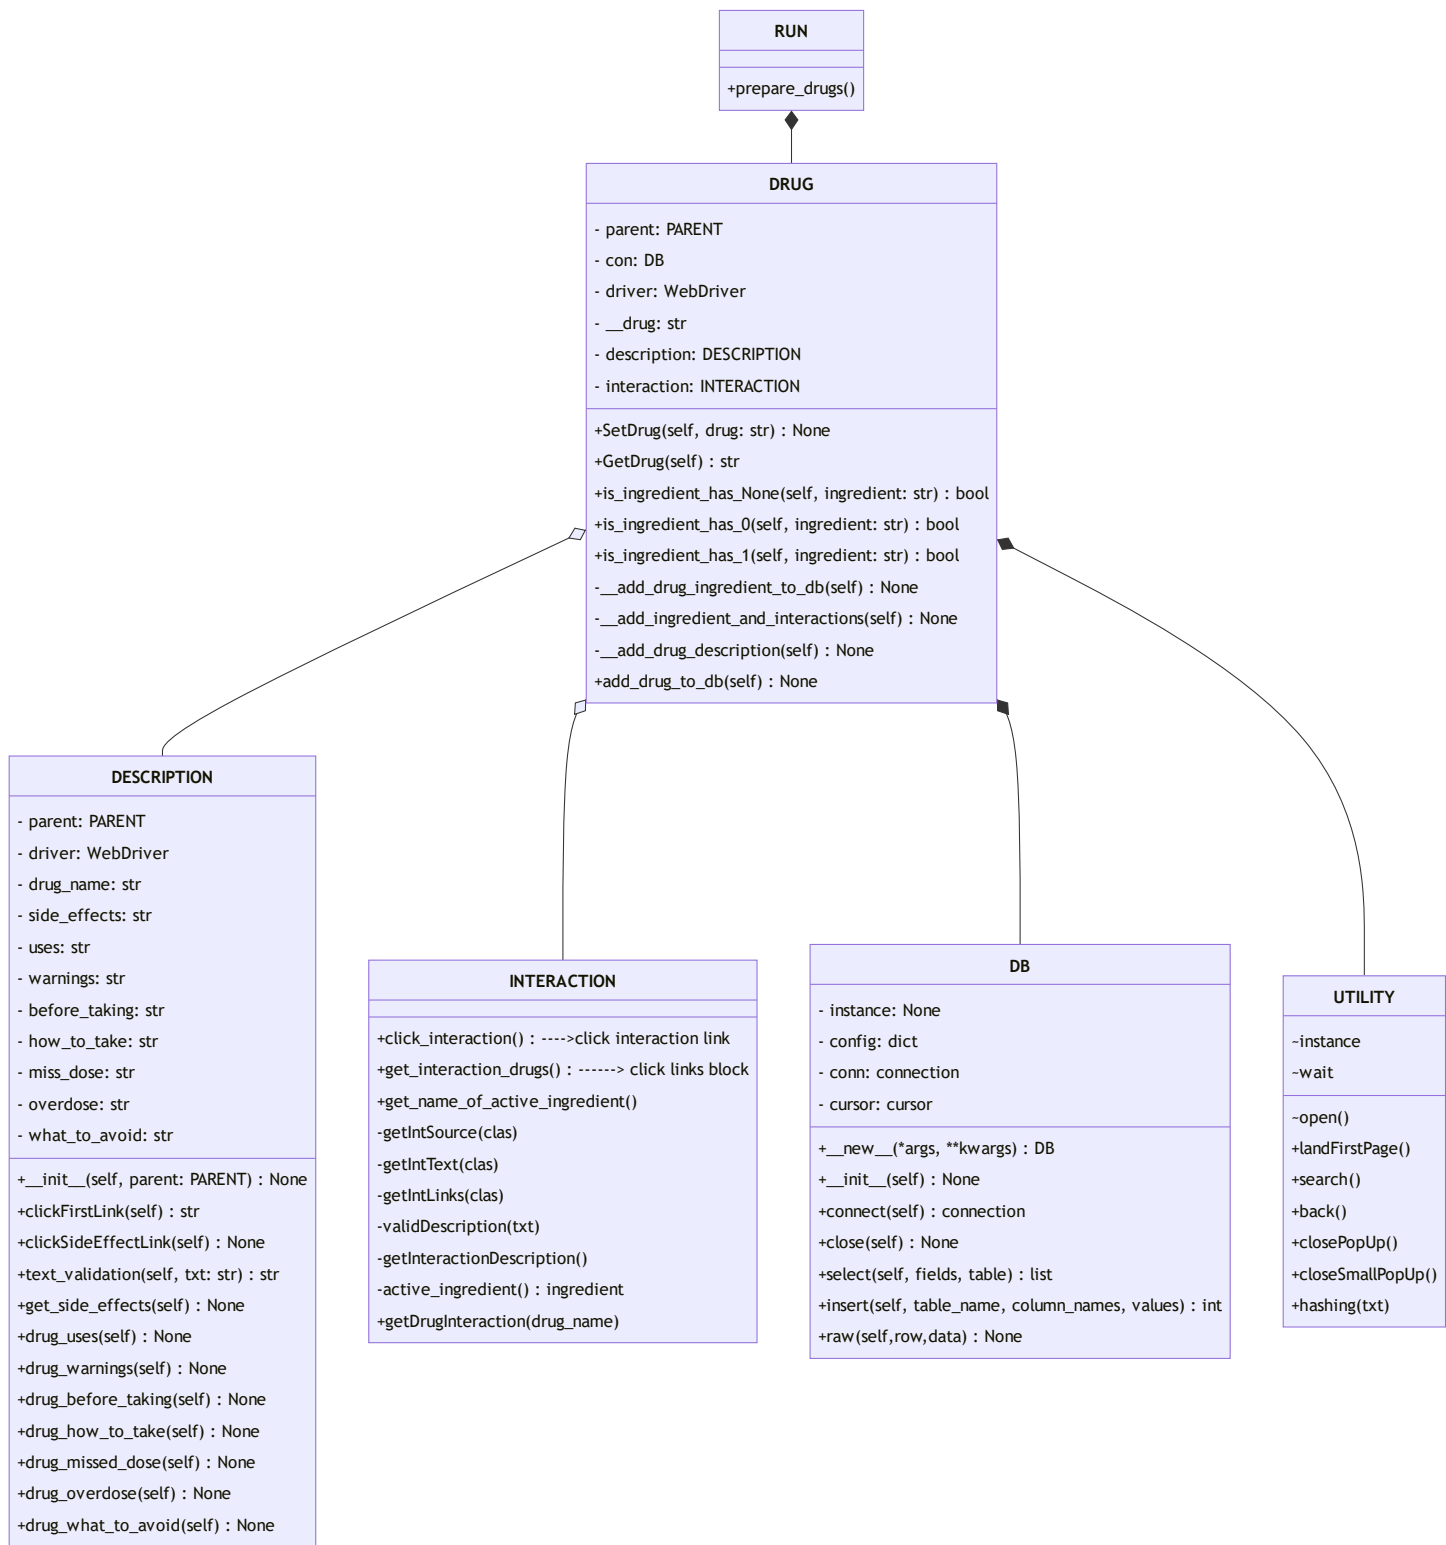 RUN
+prepare_drugs()
DRUG
- parent: PARENT
- con: DB
- driver: WebDriver
- __drug: str
- description: DESCRIPTION
- interaction: INTERACTION
+SetDrug(self, drug: str) : None
+GetDrug(self) : str
+is_ingredient_has_None(self, ingredient: str) : bool
+is_ingredient_has_0(self, ingredient: str) : bool
+is_ingredient_has_1(self, ingredient: str) : bool
-__add_drug_ingredient_to_db(self) : None
-__add_ingredient_and_interactions(self) : None
-__add_drug_description(self) : None
+add_drug_to_db(self) : None
DESCRIPTION
- parent: PARENT
- driver: WebDriver
- drug_name: str
- side_effects: str
- uses: str
- warnings: str
- before_taking: str
- how_to_take: str
- miss_dose: str
- overdose: str
- what_to_avoid: str
+__init__(self, parent: PARENT) : None
+clickFirstLink(self) : str
+clickSideEffectLink(self) : None
+text_validation(self, txt: str) : str
+get_side_effects(self) : None
+drug_uses(self) : None
+drug_warnings(self) : None
+drug_before_taking(self) : None
+drug_how_to_take(self) : None
+drug_missed_dose(self) : None
+drug_overdose(self) : None
+drug_what_to_avoid(self) : None
INTERACTION
+click_interaction() : ---->click interaction link
+get_interaction_drugs() : ------> click links block
+get_name_of_active_ingredient()
-getIntSource(clas)
-getIntText(clas)
-getIntLinks(clas)
-validDescription(txt)
-getInteractionDescription()
-active_ingredient() : ingredient
+getDrugInteraction(drug_name)
DB
- instance: None
- config: dict
- conn: connection
- cursor: cursor
+__new__(*args, **kwargs) : DB
+__init__(self) : None
+connect(self) : connection
+close(self) : None
+select(self, fields, table) : list
+insert(self, table_name, column_names, values) : int
+raw(self,row,data) : None
UTILITY
~instance
~wait
~open()
+landFirstPage()
+search()
+back()
+closePopUp()
+closeSmallPopUp()
+hashing(txt)